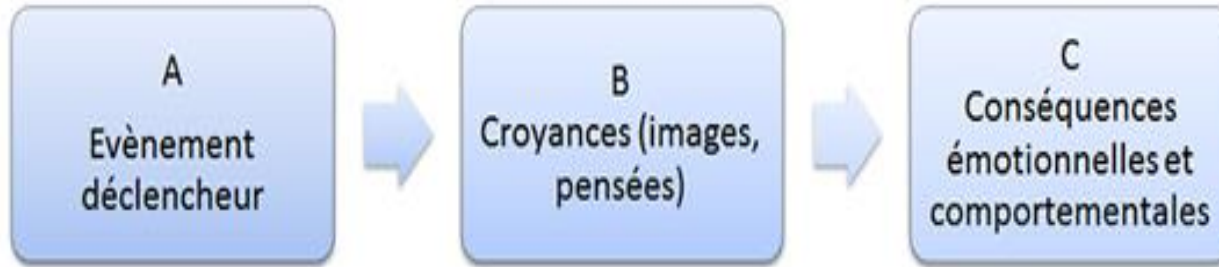 A
Evènement
déclencheur
B
Croyances (images,
pensées)
C
Conséquences
émotionnelles et
comportementales